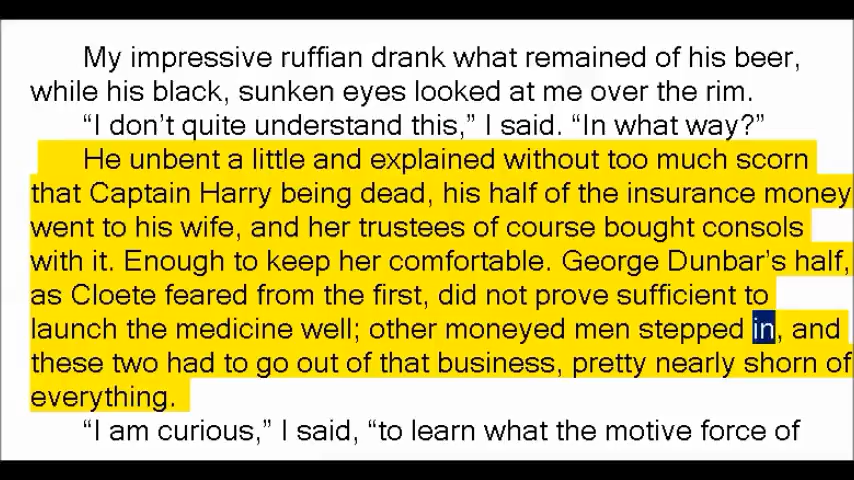 My impressive ruffian drank what remained of his beer,
while his black, sunken eyes looked at me over the rim.
“I don’t quite understand this,” I said. “In what way?”
He unbent a little and explained without too much scorn
that Captain Harry being dead, his half of the insurance money
went to his wife, and her trustees of course bought consols
with it. Enough to keep her comfortable. George Dunbar’s half,
as Cloete feared from the first, did not prove sufficient to
launch the medicine well; other moneyed men stepped in, and
these two had to go out of that business, pretty nearly shorn of
everything.
“I am curious,” I said, “to learn what the motive force of